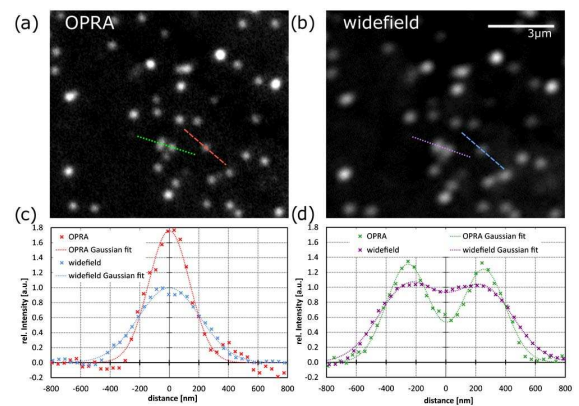 (a) OPRA
(b) widefield
3μm
(c)
1.8
1.6
1.4
1.2
1.0
0.8
0.6
0.4
0.2
0.0
-0.2
rel. Intensity [a.u.]
OPRA
OPRA Gaussian fit
widefield
widefield Gaussian fit
-800 -600 -400 -200 0 200 400 600 800
distance [nm]
(d)
1.8
1.6
1.4
1.2
1.0
0.8
0.6
0.4
0.2
0.0
-0.2
rel. Intensity [a.u.]
OPRA OPRA Gaussian fit
widefield widefield Gaussian fit
-800 -600 -400 -200 0 200 400 600 800
distance [nm]